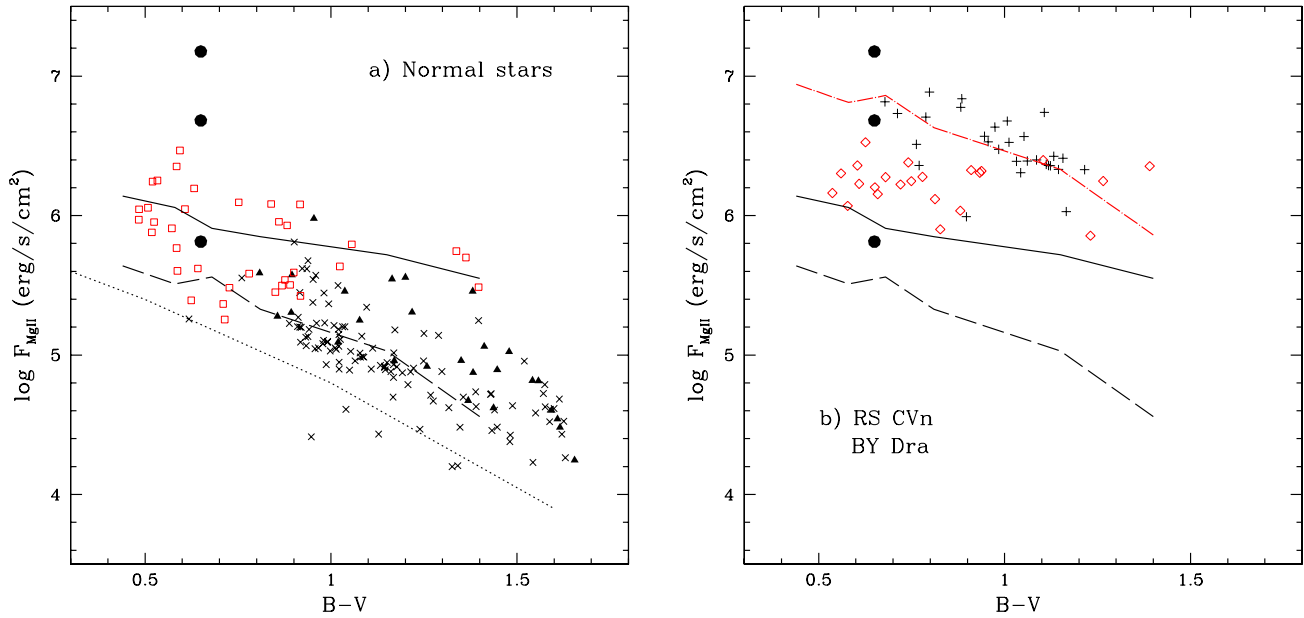 a) Normal stars
log F_MgII (erg/s/cm²)
7
6
5
4
0.5
1
1.5
B−V
b) RS CVn
BY Dra
log F_MgII (erg/s/cm²)
7
6
5
4
0.5
1
1.5
B−V